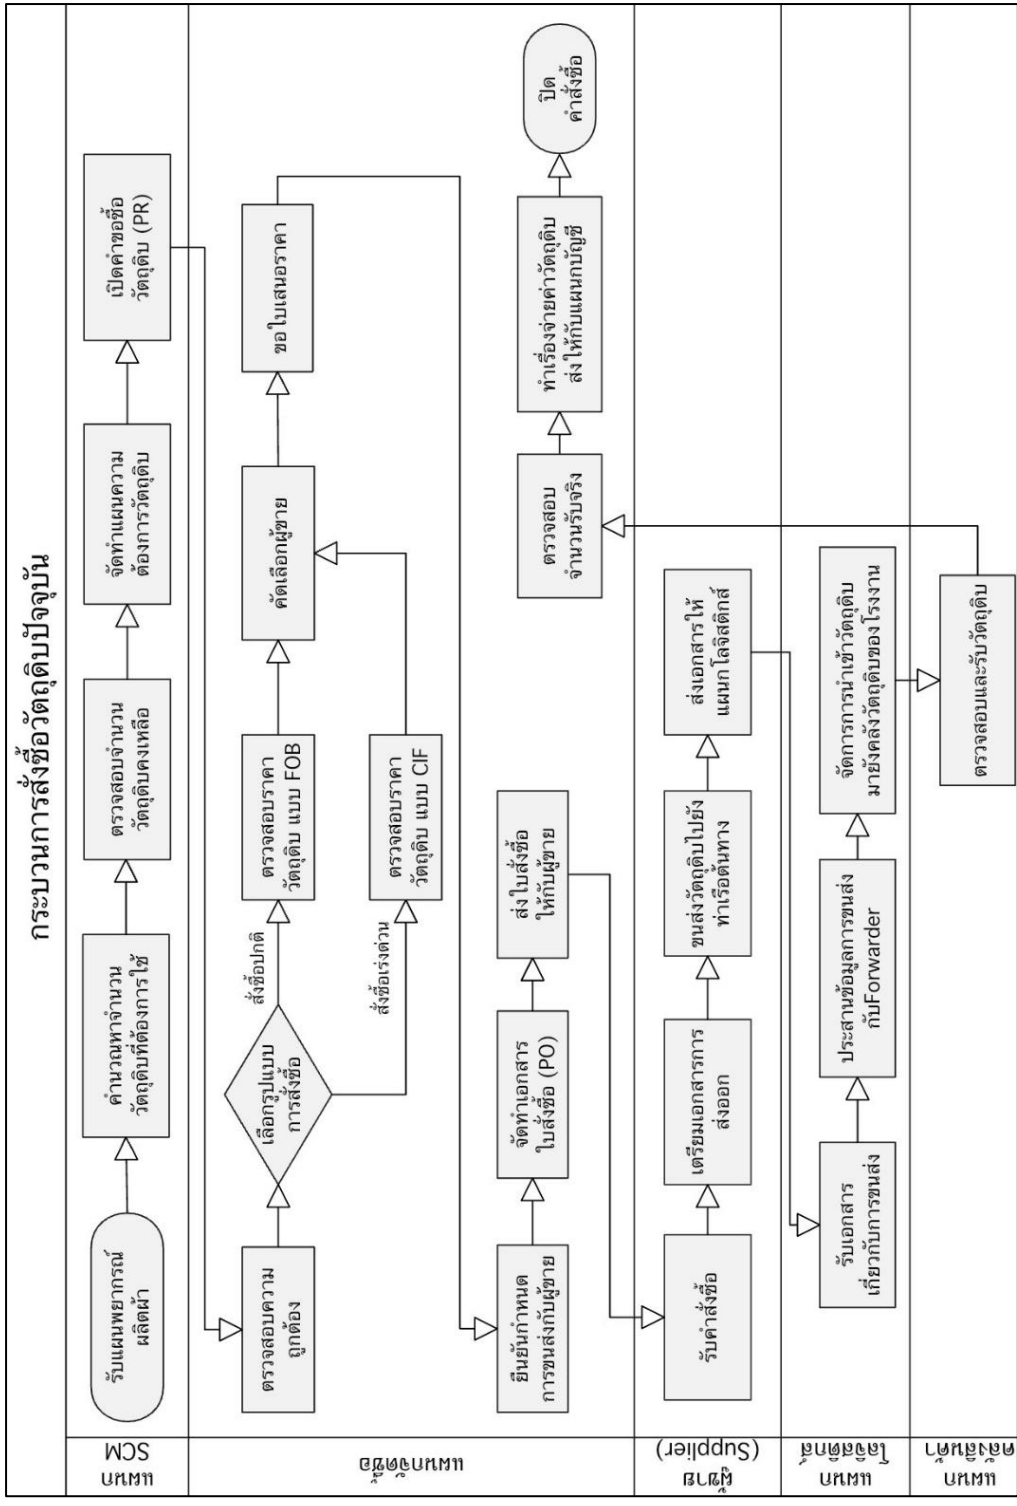 กระบวนการสั่งซื้อวัตถุดิบปัจจุบัน
แผนก
SCM
รับแผนพยากรณ์
ผลิตผ้า
คำนวณหาจำนวน
วัตถุดิบที่ต้องการใช้
ตรวจสอบจำนวน
วัตถุดิบคงเหลือ
จัดทำแผนความ
ต้องการวัตถุดิบ
เปิดคำขอซื้อ
วัตถุดิบ (PR)
แผนกจัดซื้อ
ตรวจสอบความ
ถูกต้อง
เลือกรูปแบบ
การสั่งซื้อ
สั่งซื้อปกติ
ตรวจสอบราคา
วัตถุดิบ แบบ FOB
สั่งซื้อเร่งด่วน
ตรวจสอบราคา
วัตถุดิบ แบบ CIF
คัดเลือกผู้ขาย
ขอใบเสนอราคา
ยืนยันกำหนด
การขนส่งกับผู้ขาย
จัดทำเอกสาร
ใบสั่งซื้อ (PO)
ส่งใบสั่งซื้อ
ให้กับผู้ขาย
ตรวจสอบ
จำนวนรับจริง
ทำเรื่องจ่ายค่าวัตถุดิบ
ส่งให้กับแผนกบัญชี
ปิด
คำสั่งซื้อ
ผู้ขาย
(Supplier)
รับคำสั่งซื้อ
เตรียมเอกสารการ
ส่งออก
ขนส่งวัตถุดิบไปยัง
ท่าเรือต้นทาง
ส่งเอกสารให้
แผนกโลจิสติกส์
แผนก
โลจิสติกส์
รับเอกสาร
เกี่ยวกับการขนส่ง
ประสานข้อมูลการขนส่ง
กับForwarder
จัดการการนำเข้าวัตถุดิบ
มายังคลังวัตถุดิบของโรงงาน
แผนก
คลังสินค้า
ตรวจสอบและรับวัตถุดิบ